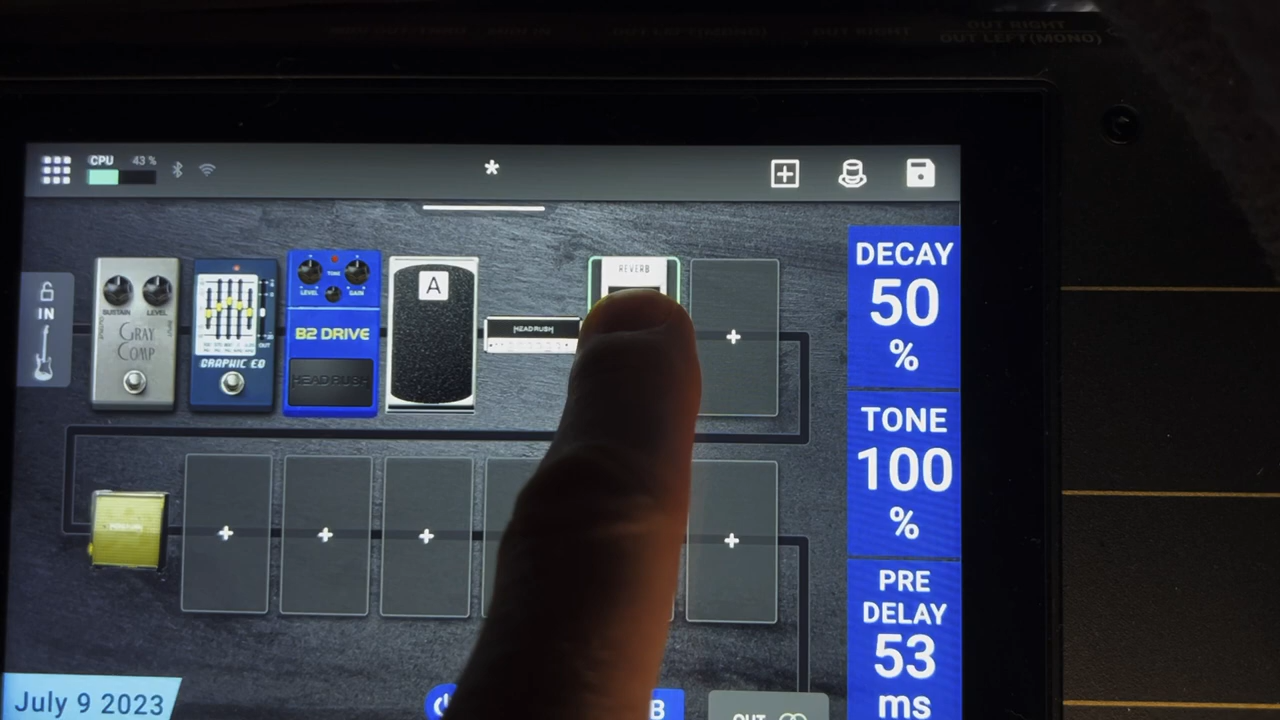 OUT RIGHT
OUT LEFT(MONO)
CPU 43 %
*
IN
SUSTAIN LEVEL
GRAY
COMP
GRAPHIC EQ
TONE
LEVEL GAIN
B2 DRIVE
HEADRUSH
A
HEADRUSH
REVERB
DECAY
50
%
TONE
100
%
PRE
DELAY
53
ms
July 9 2023
B
OUT